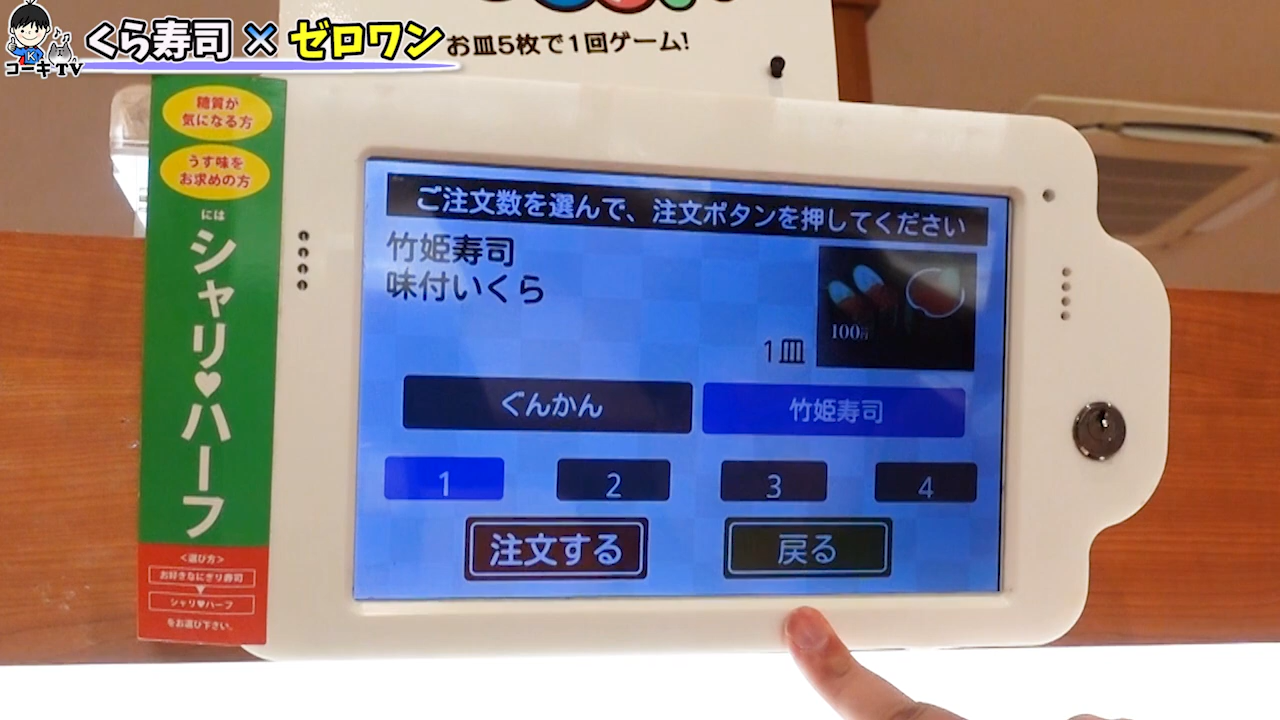 くら寿司×ゼロワン
お皿5枚で1回ゲーム!
コーキTV
糖質が
気になる方
うす味を
お求めの方
には
シャリ♥ハーフ
<選び方>
お好きなにぎり寿司
▼
シャリ♥ハーフ
をお選び下さい。
ご注文数を選んで、注文ボタンを押してください
竹姫寿司
味付いくら
100円
1皿
ぐんかん
竹姫寿司
1
2
3
4
注文する
戻る